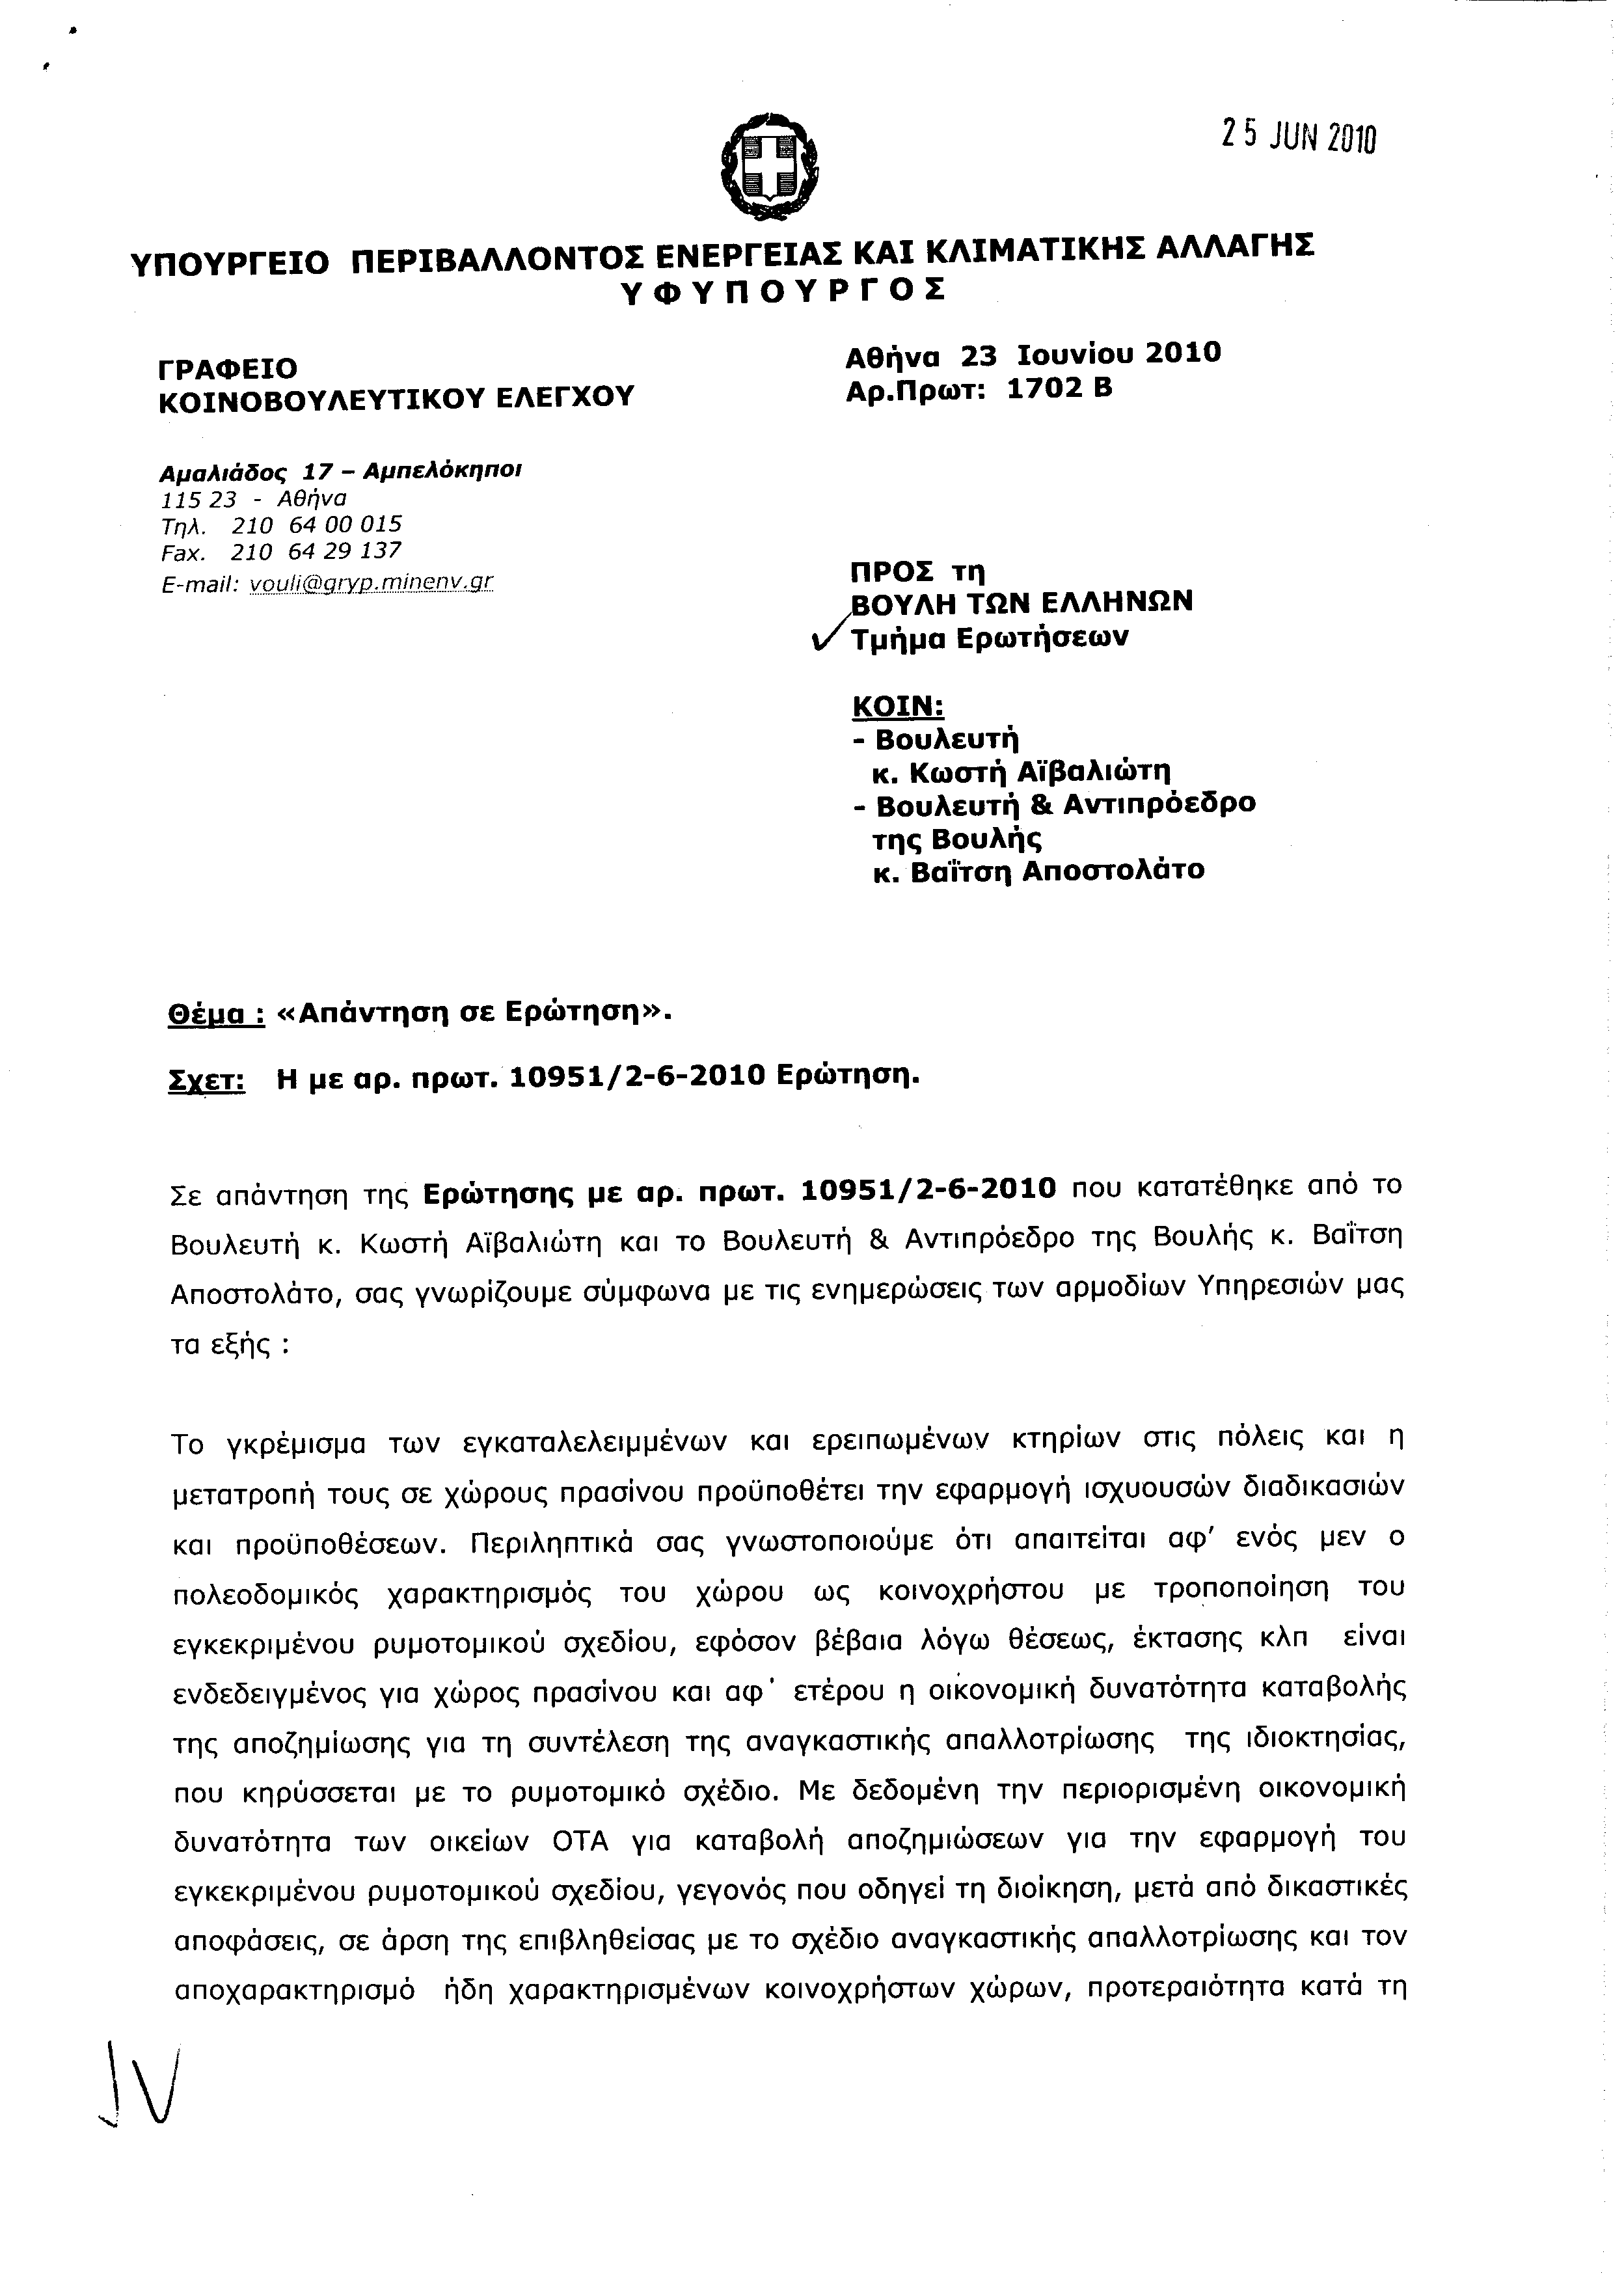 25 JUN 2010
ΥΠΟΥΡΓΕΙΟ ΠΕΡΙΒΑΛΛΟΝΤΟΣ ΕΝΕΡΓΕΙΑΣ ΚΑΙ ΚΛΙΜΑΤΙΚΗΣ ΑΛΛΑΓΗΣ
Υ Φ Υ Π Ο Υ Ρ Γ Ο Σ
ΓΡΑΦΕΙΟ
ΚΟΙΝΟΒΟΥΛΕΥΤΙΚΟΥ ΕΛΕΓΧΟΥ
Αθήνα 23 Ιουνίου 2010
Αρ.Πρωτ: 1702 Β
Αμαλιάδος 17 – Αμπελόκηποι
115 23 - Αθήνα
Τηλ. 210 64 00 015
Fax. 210 64 29 137
E-mail: vouli@gryp.minenv.gr
ΠΡΟΣ τη
ΒΟΥΛΗ ΤΩΝ ΕΛΛΗΝΩΝ
Τμήμα Ερωτήσεων
ΚΟΙΝ:
- Βουλευτή
κ. Κωστή Αϊβαλιώτη
- Βουλευτή & Αντιπρόεδρο
της Βουλής
κ. Βαϊτση Αποστολάτο
Θέμα : «Απάντηση σε Ερώτηση».
Σχετ: Η με αρ. πρωτ. 10951/2-6-2010 Ερώτηση.
Σε απάντηση της Ερώτησης με αρ. πρωτ. 10951/2-6-2010 που κατατέθηκε από το
Βουλευτή κ. Κωστή Αϊβαλιώτη και το Βουλευτή & Αντιπρόεδρο της Βουλής κ. Βαΐτση
Αποστολάτο, σας γνωρίζουμε σύμφωνα με τις ενημερώσεις των αρμοδίων Υπηρεσιών μας
τα εξής :
Το γκρέμισμα των εγκαταλελειμμένων και ερειπωμένων κτηρίων στις πόλεις και η
μετατροπή τους σε χώρους πρασίνου προϋποθέτει την εφαρμογή ισχυουσών διαδικασιών
και προϋποθέσεων. Περιληπτικά σας γνωστοποιούμε ότι απαιτείται αφ’ ενός μεν ο
πολεοδομικός χαρακτηρισμός του χώρου ως κοινοχρήστου με τροποποίηση του
εγκεκριμένου ρυμοτομικού σχεδίου, εφόσον βέβαια λόγω θέσεως, έκτασης κλπ είναι
ενδεδειγμένος για χώρος πρασίνου και αφ΄ ετέρου η οικονομική δυνατότητα καταβολής
της αποζημίωσης για τη συντέλεση της αναγκαστικής απαλλοτρίωσης της ιδιοκτησίας,
που κηρύσσεται με το ρυμοτομικό σχέδιο. Με δεδομένη την περιορισμένη οικονομική
δυνατότητα των οικείων ΟΤΑ για καταβολή αποζημιώσεων για την εφαρμογή του
εγκεκριμένου ρυμοτομικού σχεδίου, γεγονός που οδηγεί τη διοίκηση, μετά από δικαστικές
αποφάσεις, σε άρση της επιβληθείσας με το σχέδιο αναγκαστικής απαλλοτρίωσης και τον
αποχαρακτηρισμό ήδη χαρακτηρισμένων κοινοχρήστων χώρων, προτεραιότητα κατά τη